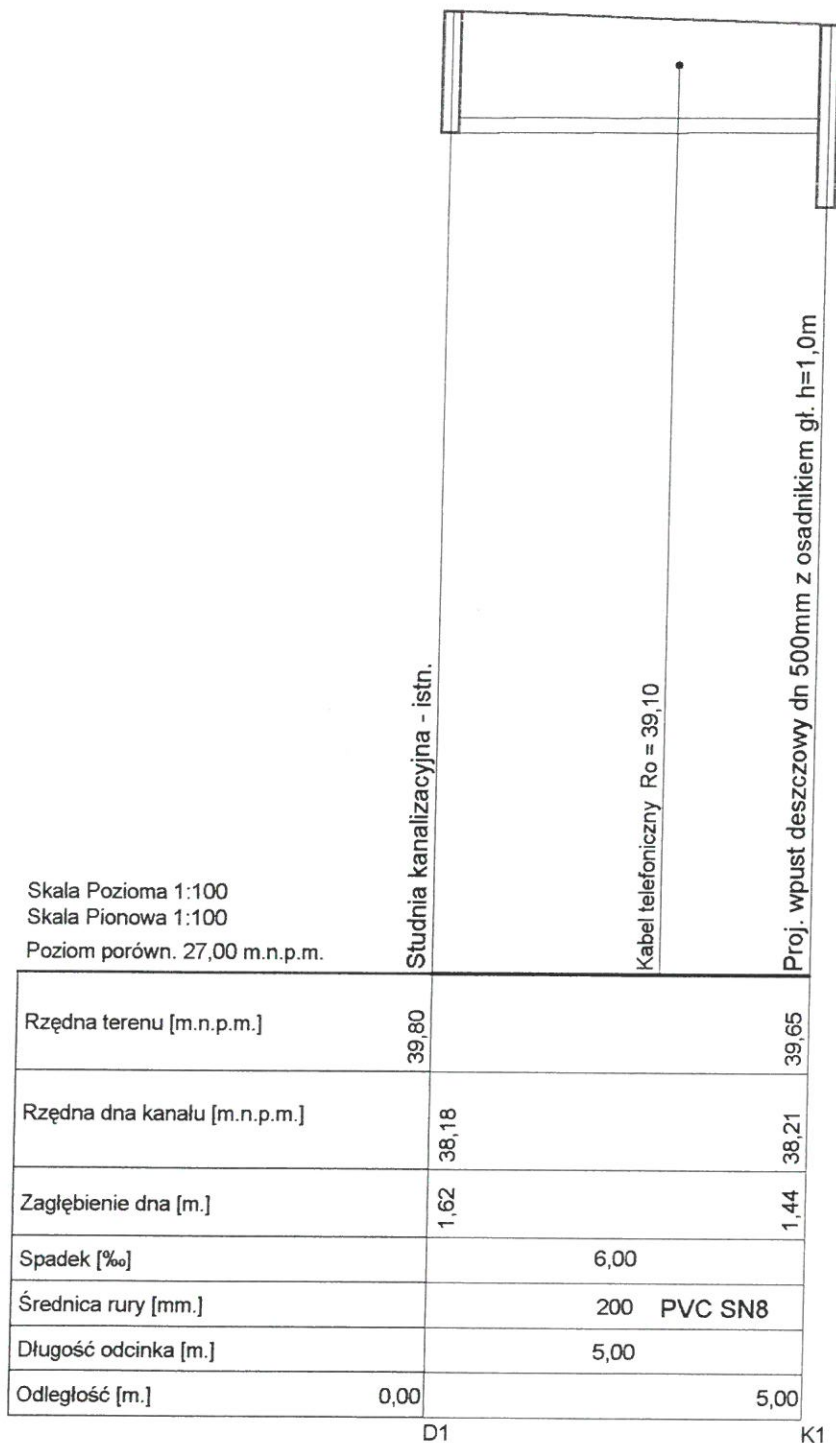 Studnia kanalizacyjna - istn.
Kabel telefoniczny Ro = 39,10
Proj. wpust deszczowy dn 500mm z osadnikiem gł. h=1,0m
Skala Pozioma 1:100
Skala Pionowa 1:100
Poziom porówn. 27,00 m.n.p.m.
Rzędna terenu [m.n.p.m.] 39,80 39,65
Rzędna dna kanału [m.n.p.m.] 38,18 38,21
Zagłębienie dna [m.] 1,62 1,44
Spadek [‰] 6,00
Średnica rury [mm.] 200 PVC SN8
Długość odcinka [m.] 5,00
Odległość [m.] 0,00 5,00
D1 K1